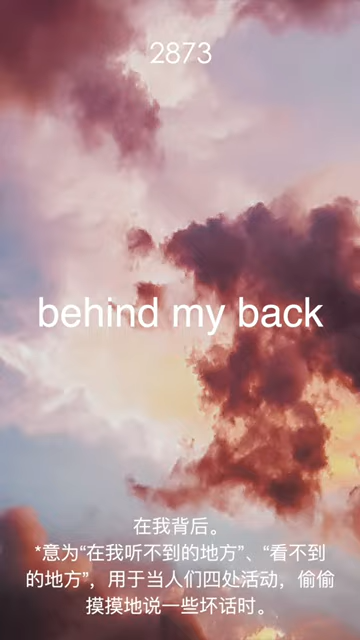 2873
behind my back
在我背后。
*意为“在我听不到的地方”、“看不到
的地方”，用于当人们四处活动，偷偷
摸摸地说一些坏话时。